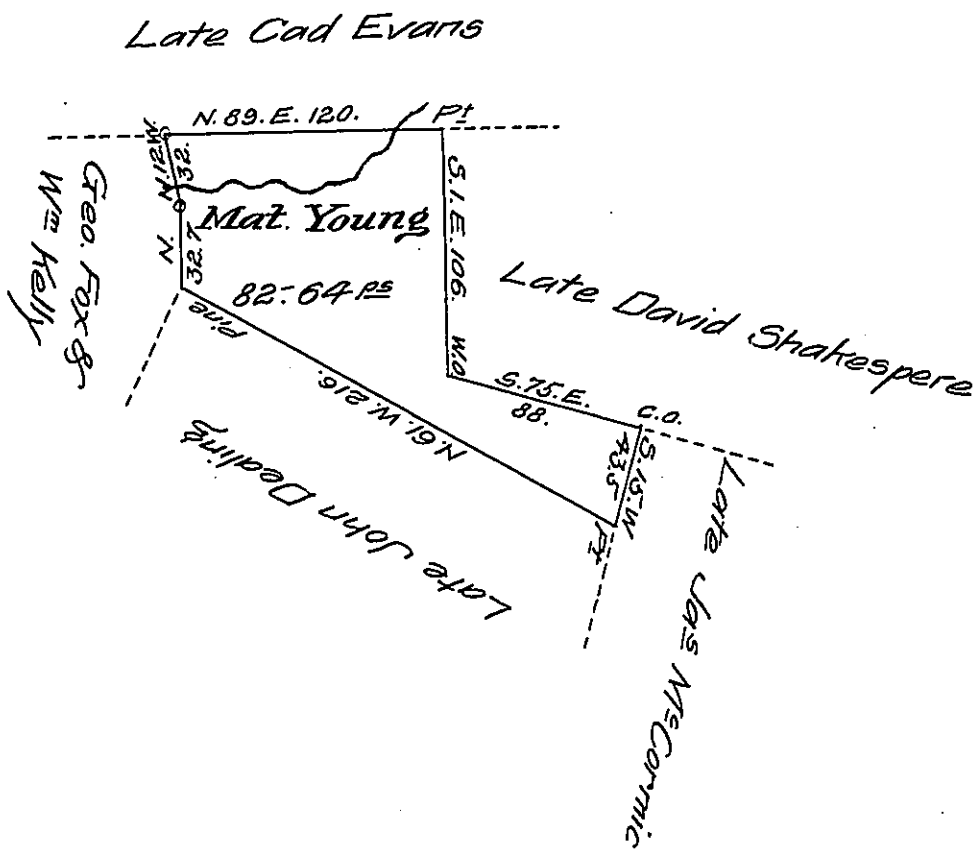 Late Cad Evans
N. 89. E. 120.
Pt
N. 12. W.
32.
S. 1. E. 106.
Geo. Fox &
Wm Kelly
Mat. Young
N.
32.7
82-64 ps
Late David Shakespere
Pine
W.O.
S. 75. E.
88.
C.O.
N. 61. W. 216.
S. 15. W
43.5
Late John Dealing
Pt
Late Jas McCormic